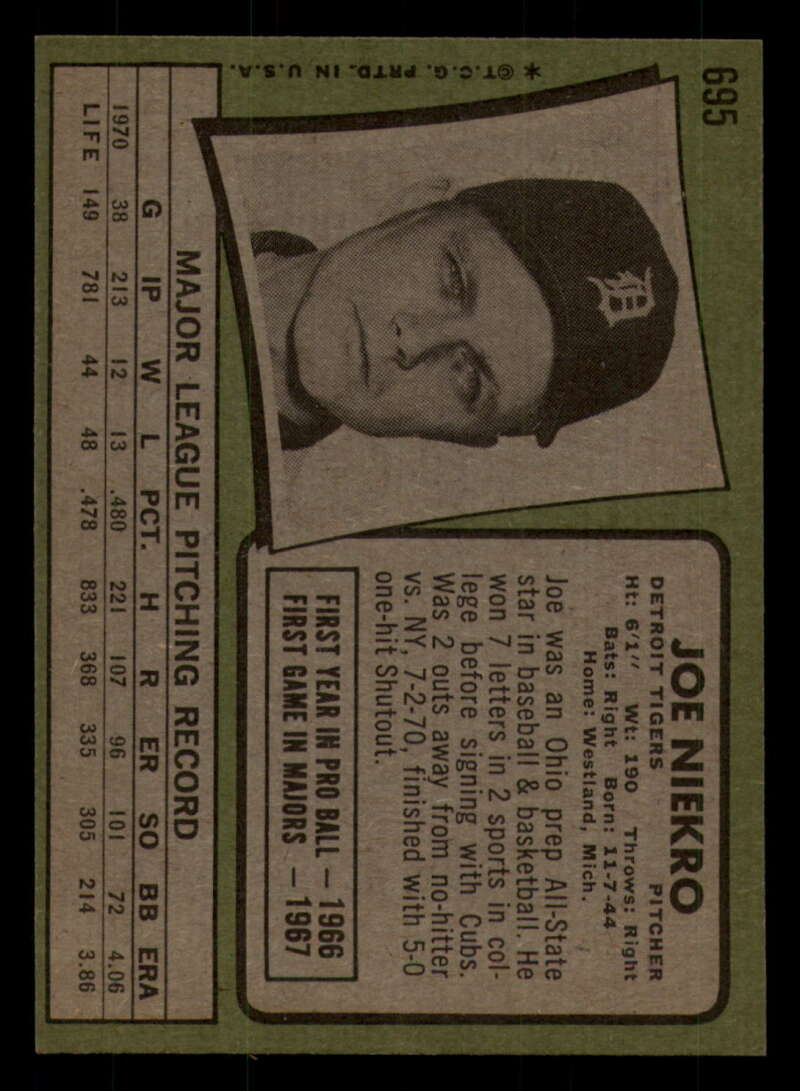 695
JOE NIEKRO
DETROIT TIGERS PITCHER
Ht: 6'1" Wt: 190 Throws: Right
Bats: Right Born: 11-7-44
Home: Westland, Mich.
Joe was an Ohio prep All-State
star in baseball & basketball. He
won 7 letters in 2 sports in col-
lege before signing with Cubs.
Was 2 outs away from no-hitter
vs. NY, 7-2-70, finished with 5-0
one-hit Shutout.
FIRST YEAR IN PRO BALL — 1966
FIRST GAME IN MAJORS — 1967
D
* ©T.C.G. PRTD. IN U.S.A.
MAJOR LEAGUE PITCHING RECORD
G IP W L PCT. H R ER SO BB ERA
1970 38 213 12 13 .480 221 107 96 101 72 4.06
LIFE 149 781 44 48 .478 833 368 335 305 214 3.86